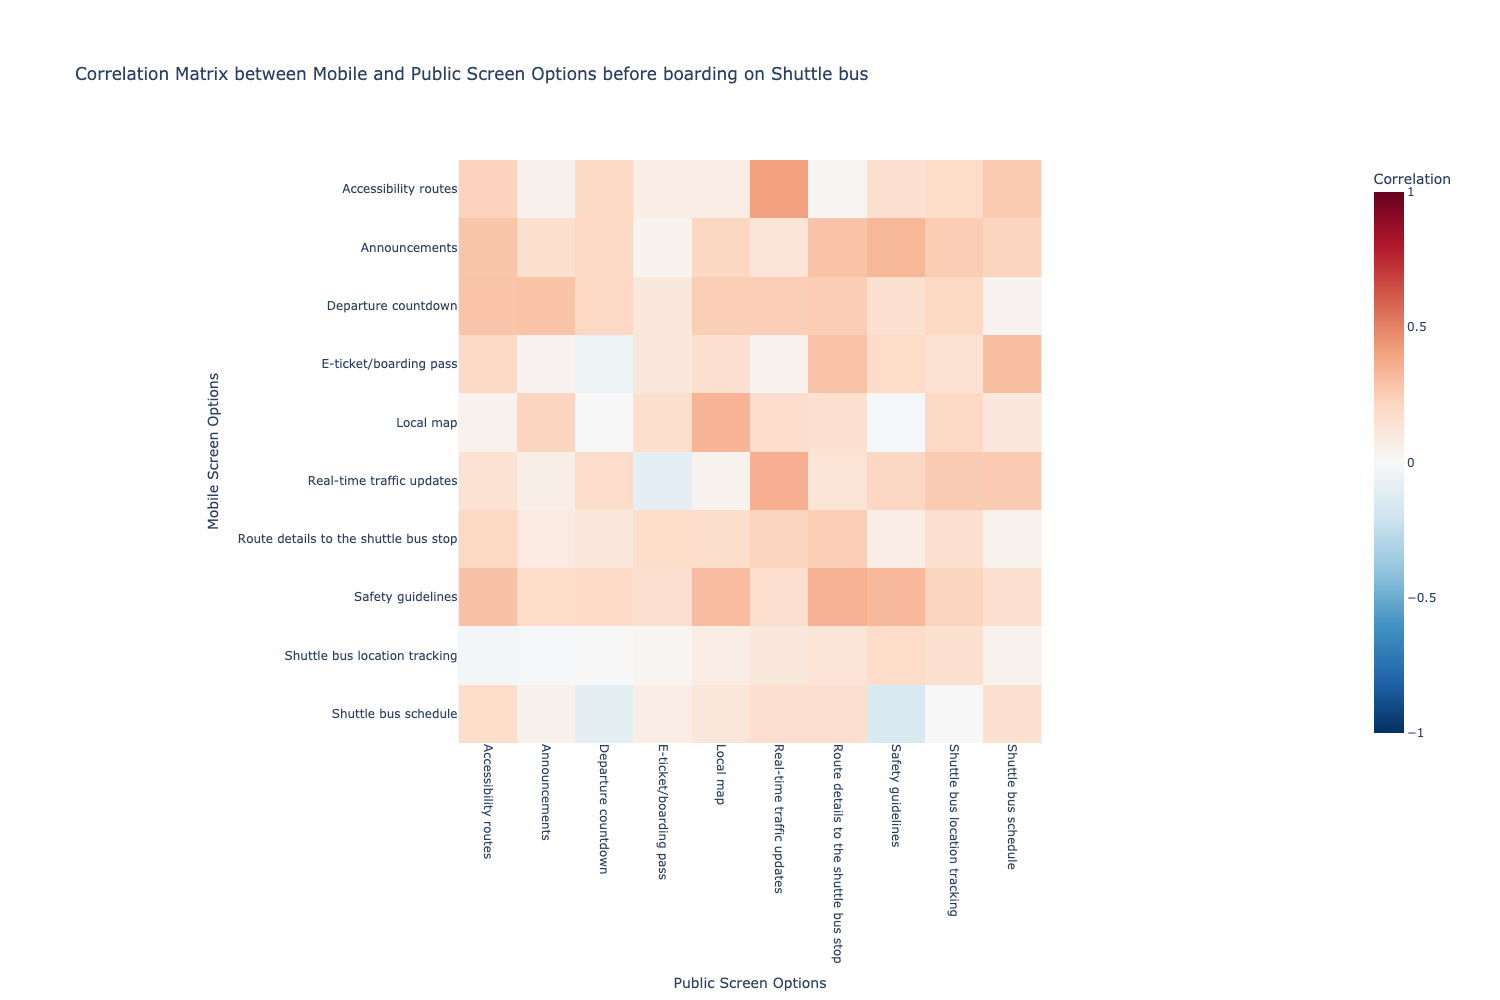 Correlation Matrix between Mobile and Public Screen Options before boarding on Shuttle bus
Mobile Screen Options
Accessibility routes
Announcements
Departure countdown
E-ticket/boarding pass
Local map
Real-time traffic updates
Route details to the shuttle bus stop
Safety guidelines
Shuttle bus location tracking
Shuttle bus schedule
Accessibility routes
Announcements
Departure countdown
E-ticket/boarding pass
Local map
Real-time traffic updates
Route details to the shuttle bus stop
Safety guidelines
Shuttle bus location tracking
Shuttle bus schedule
Public Screen Options
Correlation
1
0.5
0
−0.5
−1